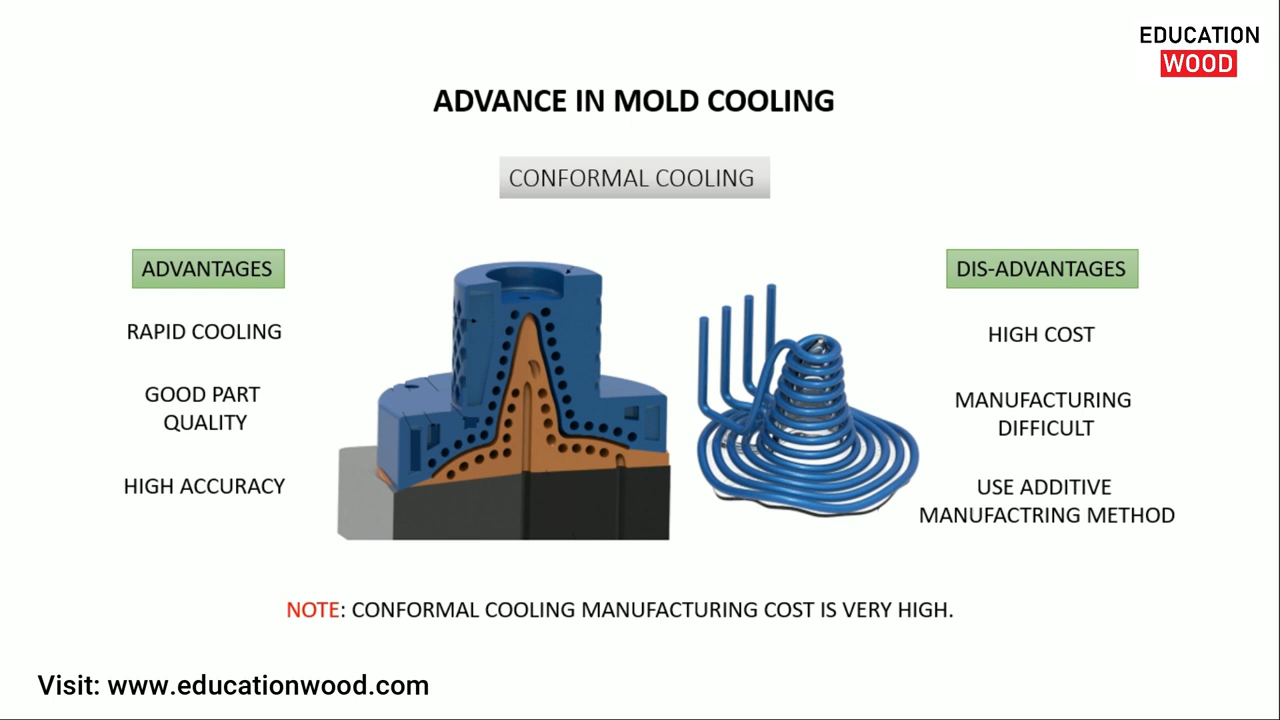 EDUCATION
WOOD
ADVANCE IN MOLD COOLING
CONFORMAL COOLING
ADVANTAGES
RAPID COOLING
GOOD PART
QUALITY
HIGH ACCURACY
DIS-ADVANTAGES
HIGH COST
MANUFACTURING
DIFFICULT
USE ADDITIVE
MANUFACTRING METHOD
NOTE: CONFORMAL COOLING MANUFACTURING COST IS VERY HIGH.
Visit: www.educationwood.com